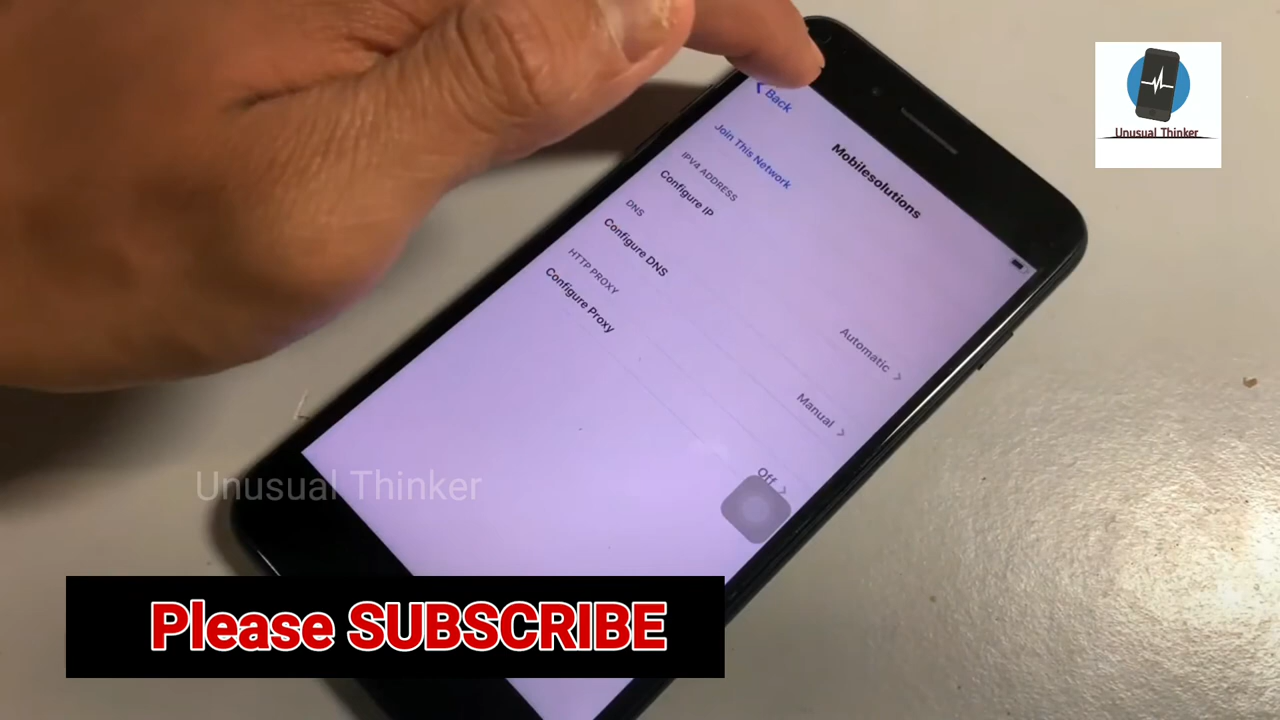 Back
Mobilesolutions
Join This Network
IPV4 ADDRESS
Configure IP
Automatic
DNS
Configure DNS
Manual
HTTP PROXY
Configure Proxy
Off
Unusual Thinker
Unusual Thinker
Please SUBSCRIBE